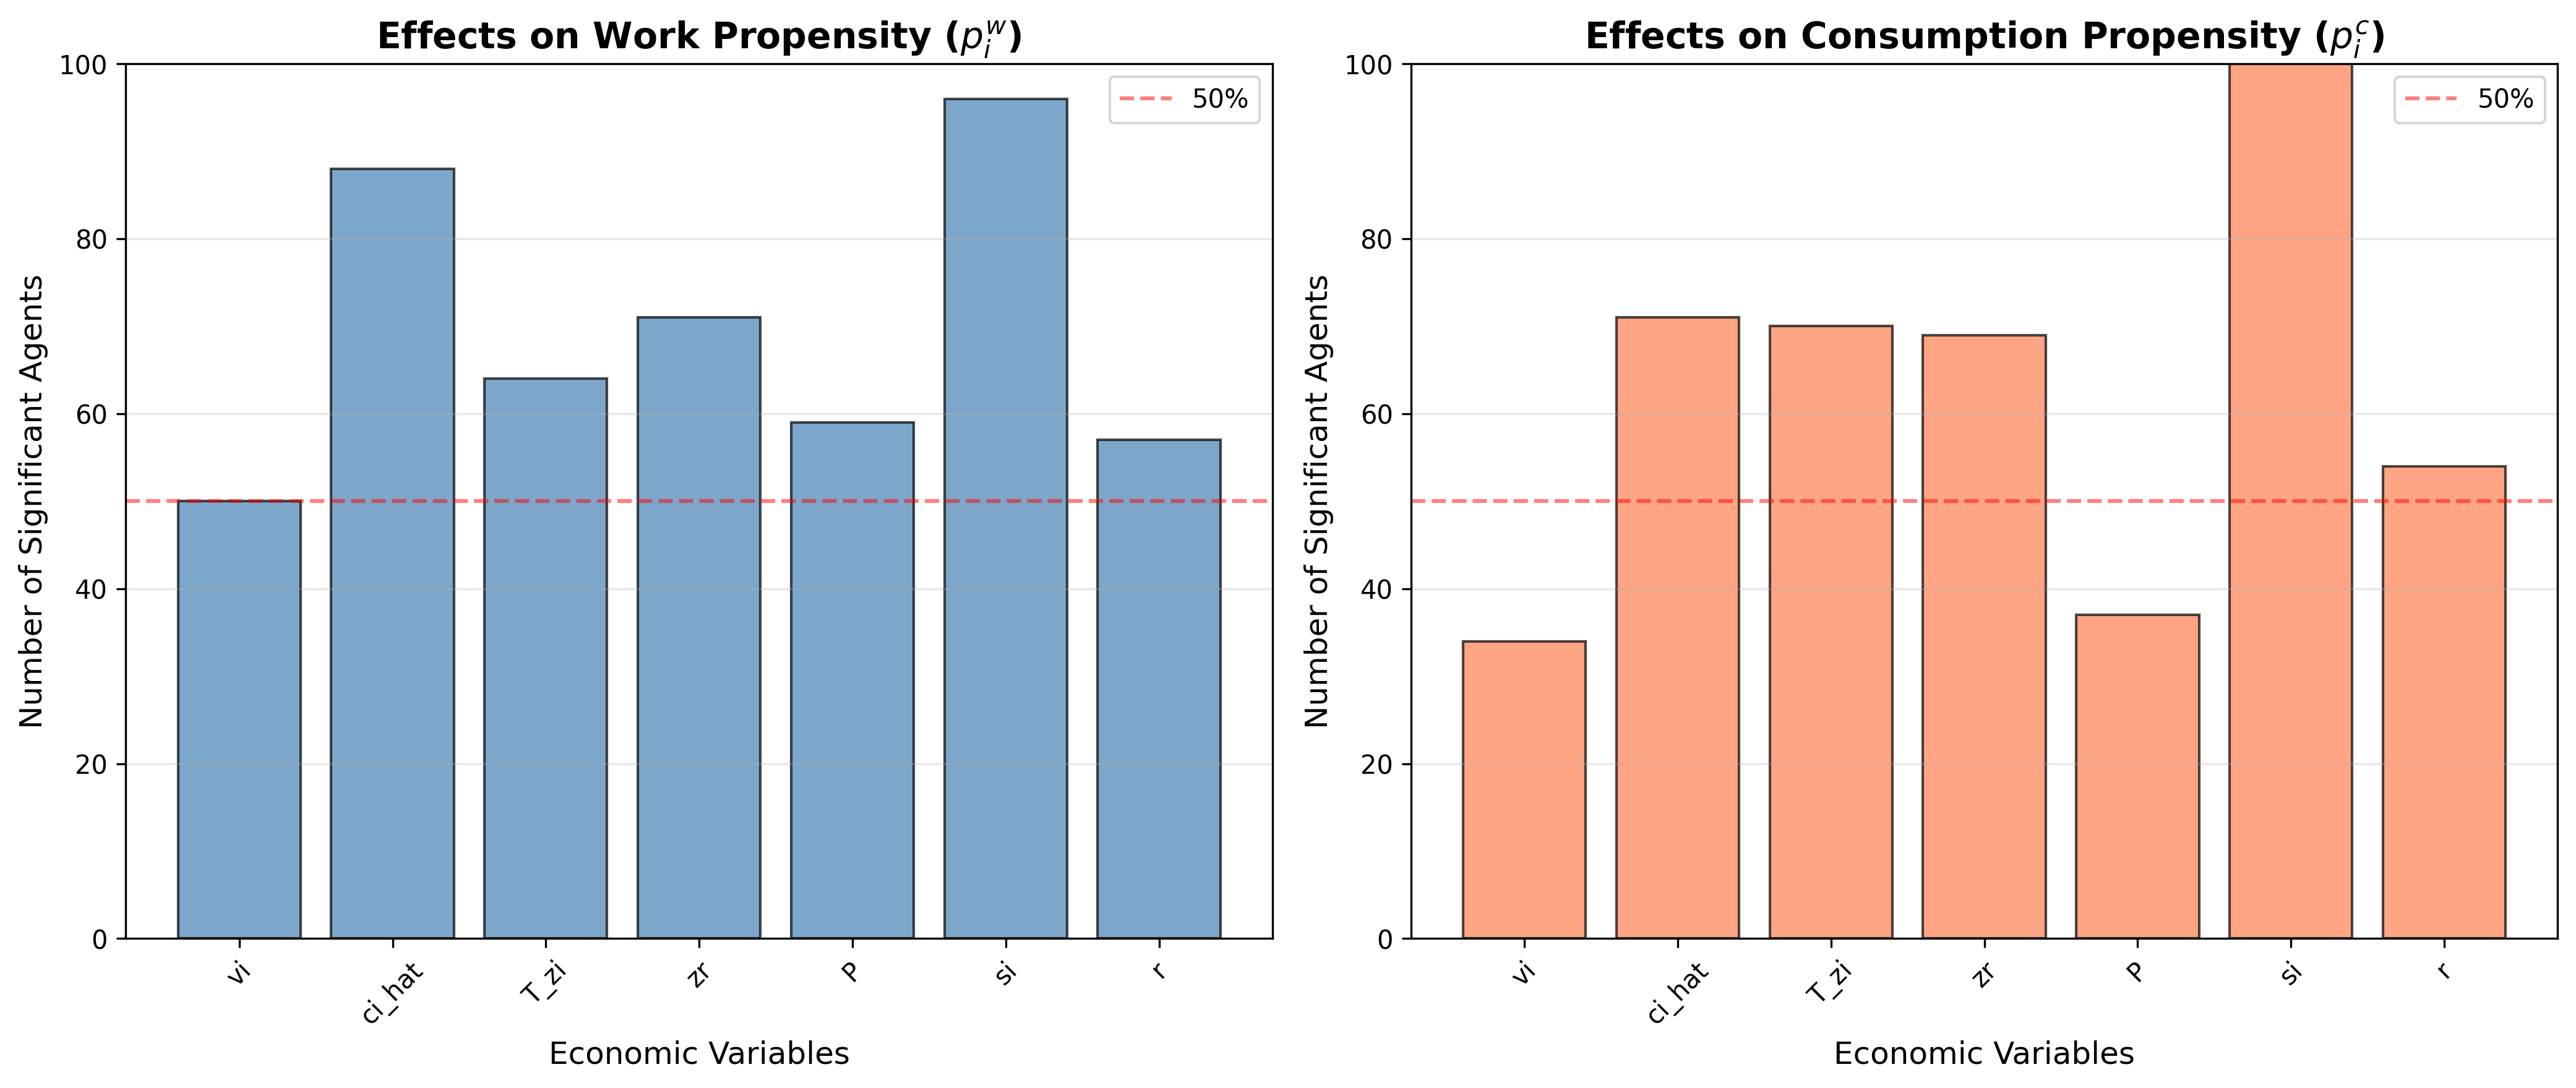 Effects on Work Propensity (p_i^w)
100
80
60
40
20
0
Number of Significant Agents
50%
vi
ci_hat
T_zi
zr
P
si
r
Economic Variables
Effects on Consumption Propensity (p_i^c)
100
80
60
40
20
0
Number of Significant Agents
50%
vi
ci_hat
T_zi
zr
P
si
r
Economic Variables